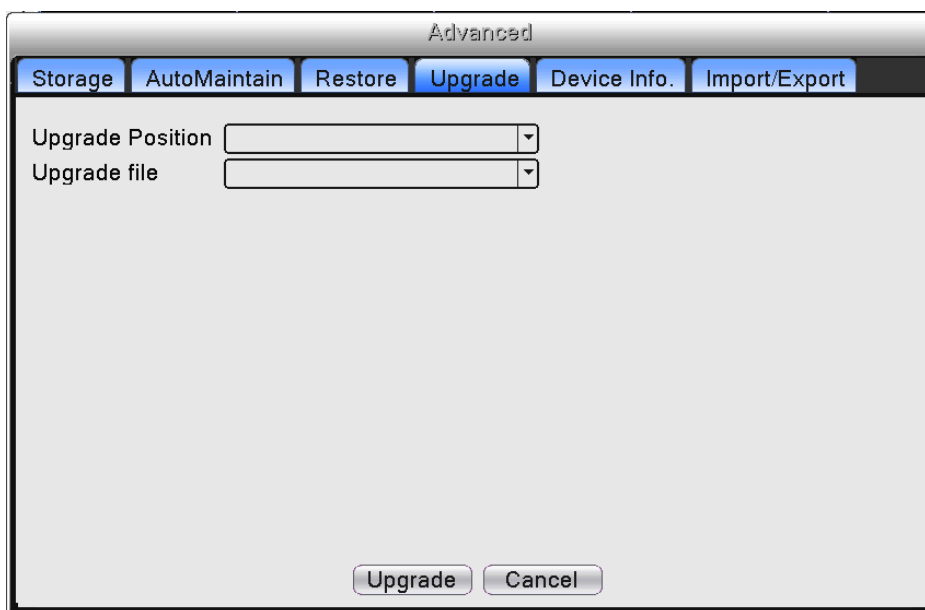 Advanced
Storage AutoMaintain Restore Upgrade Device Info. Import/Export
Upgrade Position
Upgrade file
Upgrade Cancel